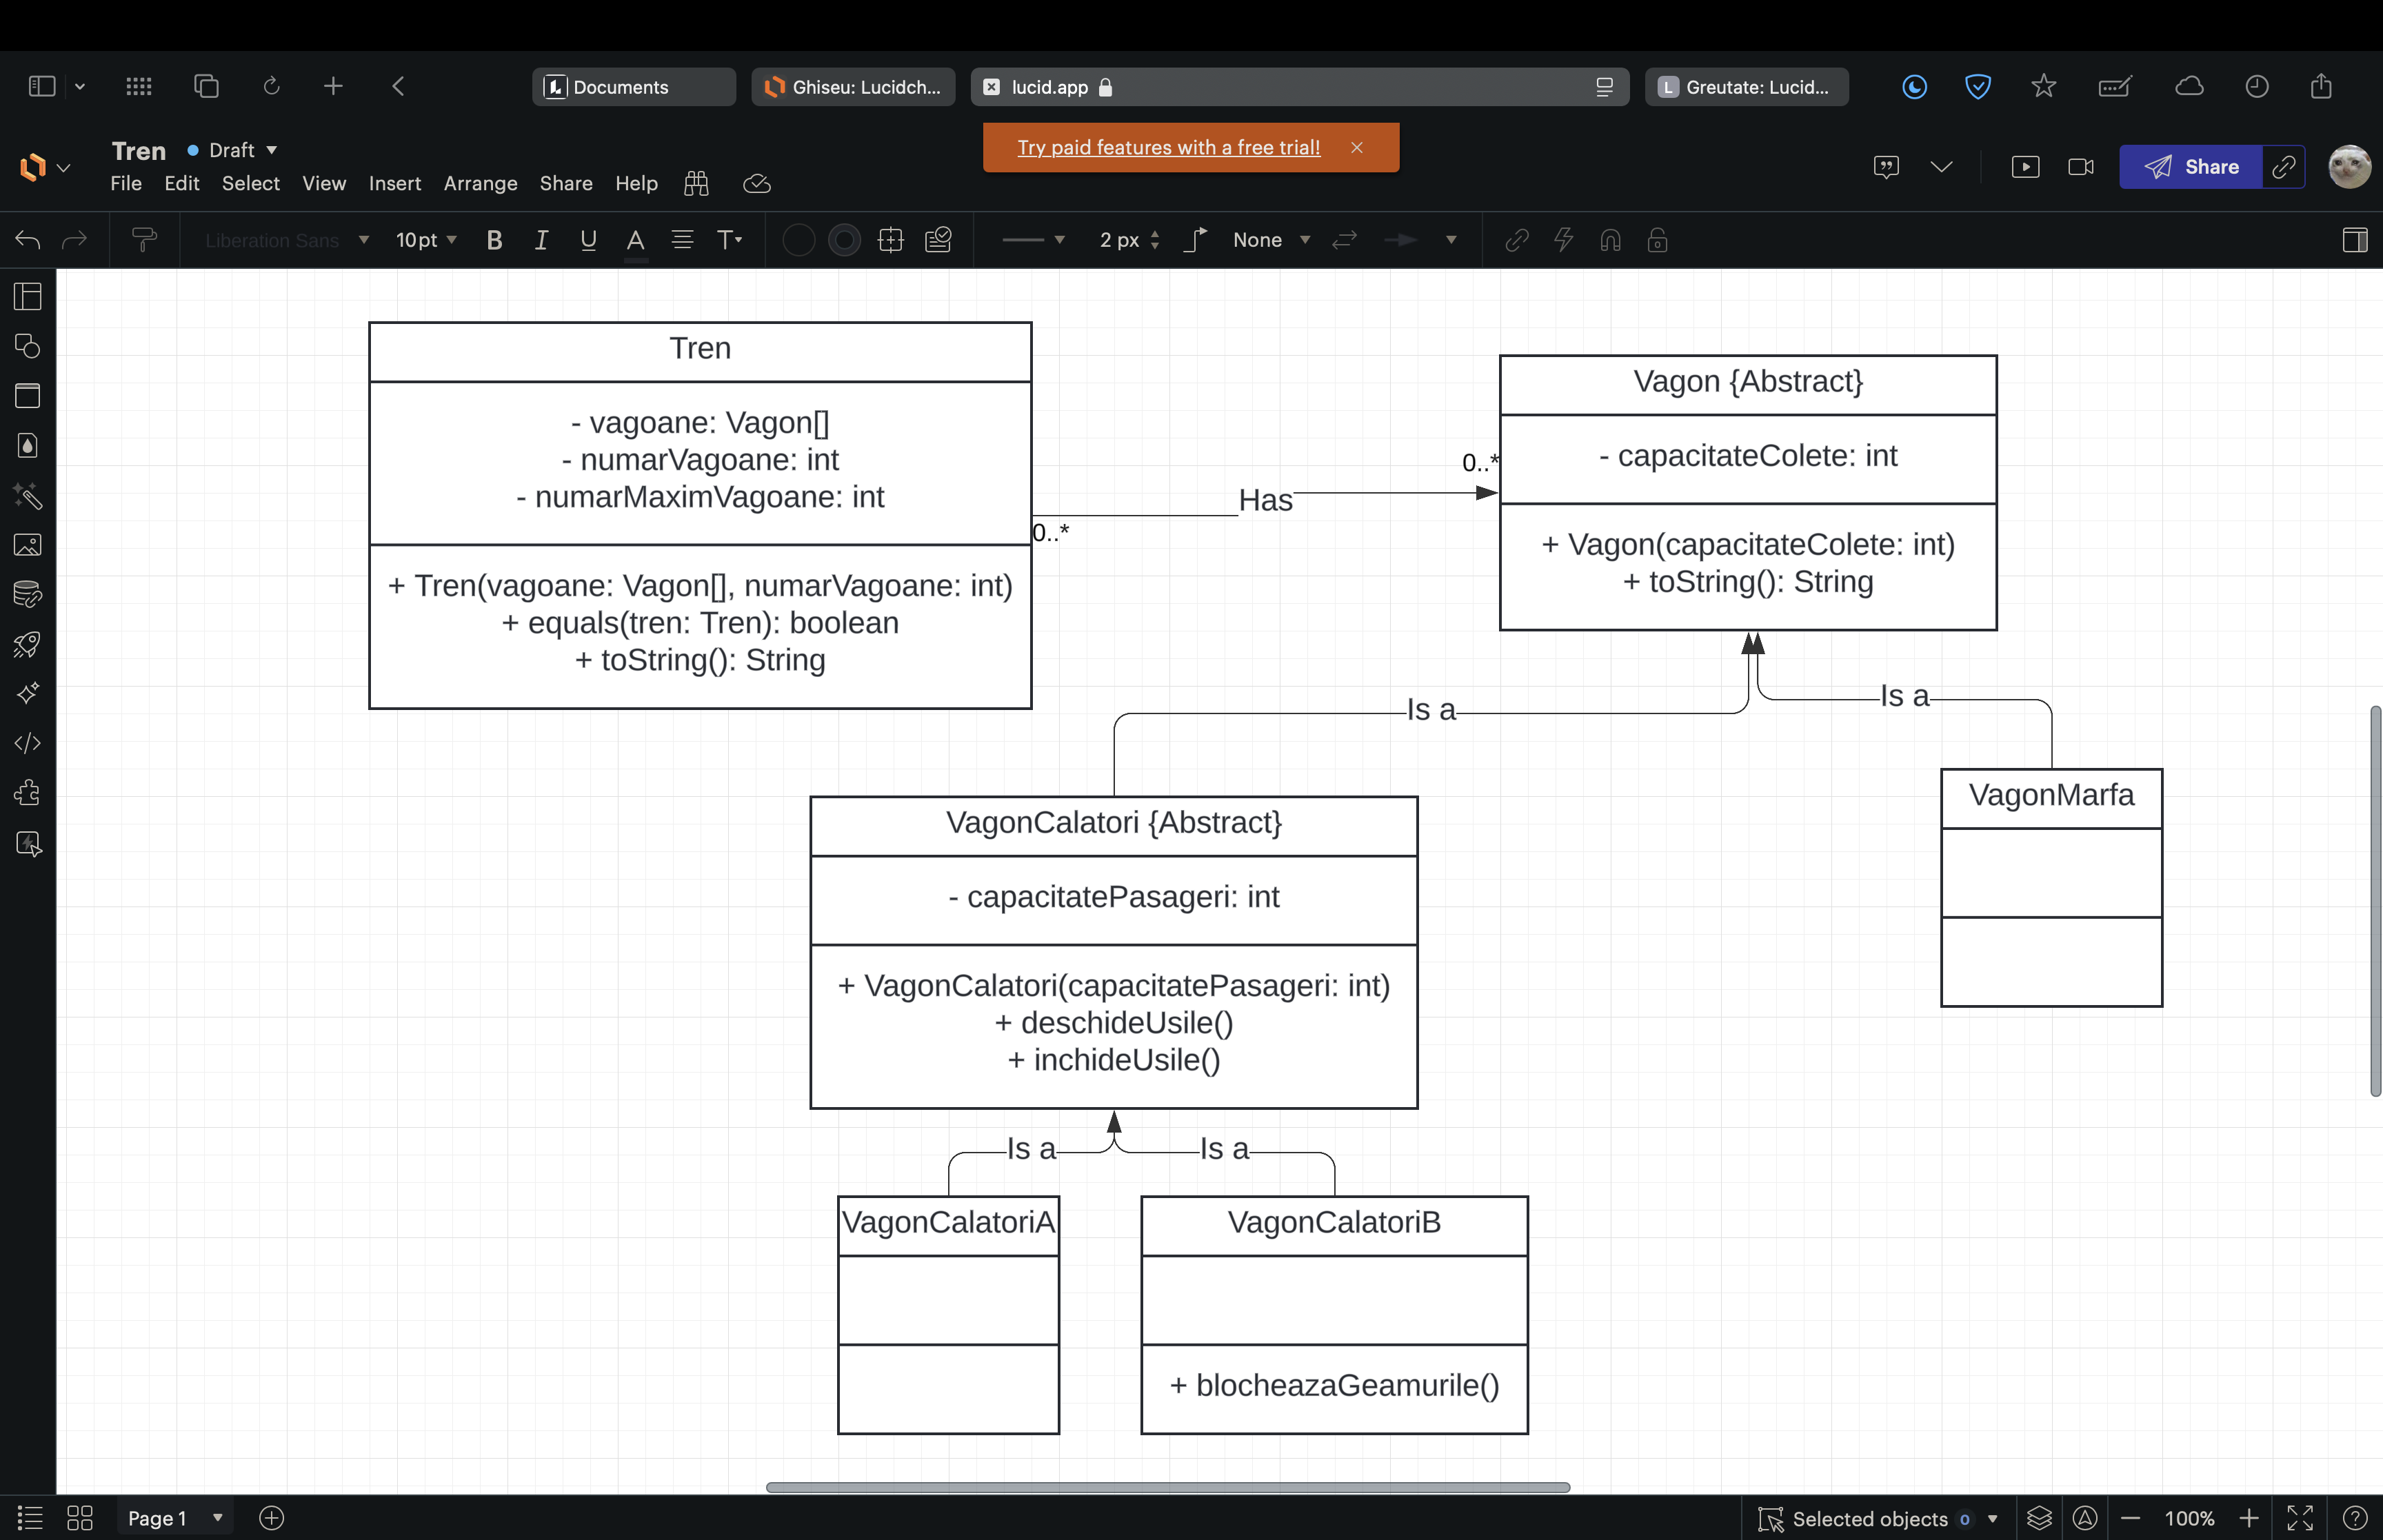 Documents
Ghiseu: Lucidch...
lucid.app
L Greutate: Lucid...
Try paid features with a free trial!
Tren
Draft
File Edit Select View Insert Arrange Share Help
Share
Liberation Sans
10pt
B I U A T
2 px
None
Tren
- vagoane: Vagon[]
- numarVagoane: int
- numarMaximVagoane: int
+ Tren(vagoane: Vagon[], numarVagoane: int)
+ equals(tren: Tren): boolean
+ toString(): String
0..*
Has
0..*
Vagon {Abstract}
- capacitateColete: int
+ Vagon(capacitateColete: int)
+ toString(): String
Is a
Is a
VagonCalatori {Abstract}
- capacitatePasageri: int
+ VagonCalatori(capacitatePasageri: int)
+ deschideUsile()
+ inchideUsile()
VagonMarfa
Is a
Is a
VagonCalatoriA
VagonCalatoriB
+ blocheazaGeamurile()
Page 1
Selected objects 0
100%